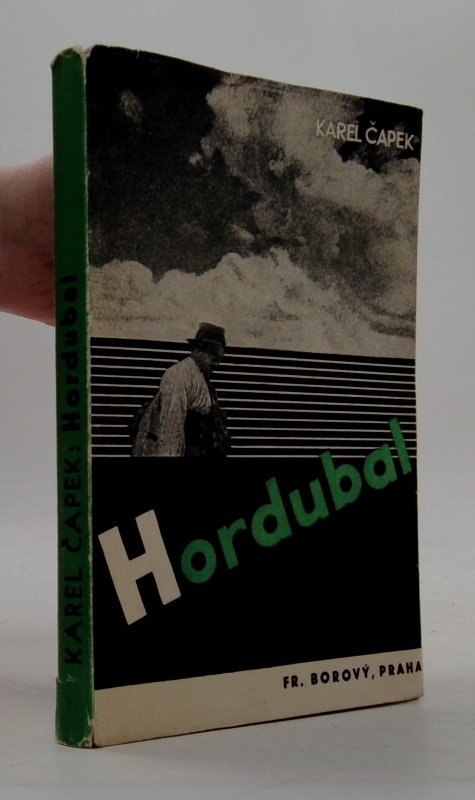 KAREL ČAPEK: Hordubal
KAREL ČAPEK
Hordubal
FR. BOROVÝ, PRAHA